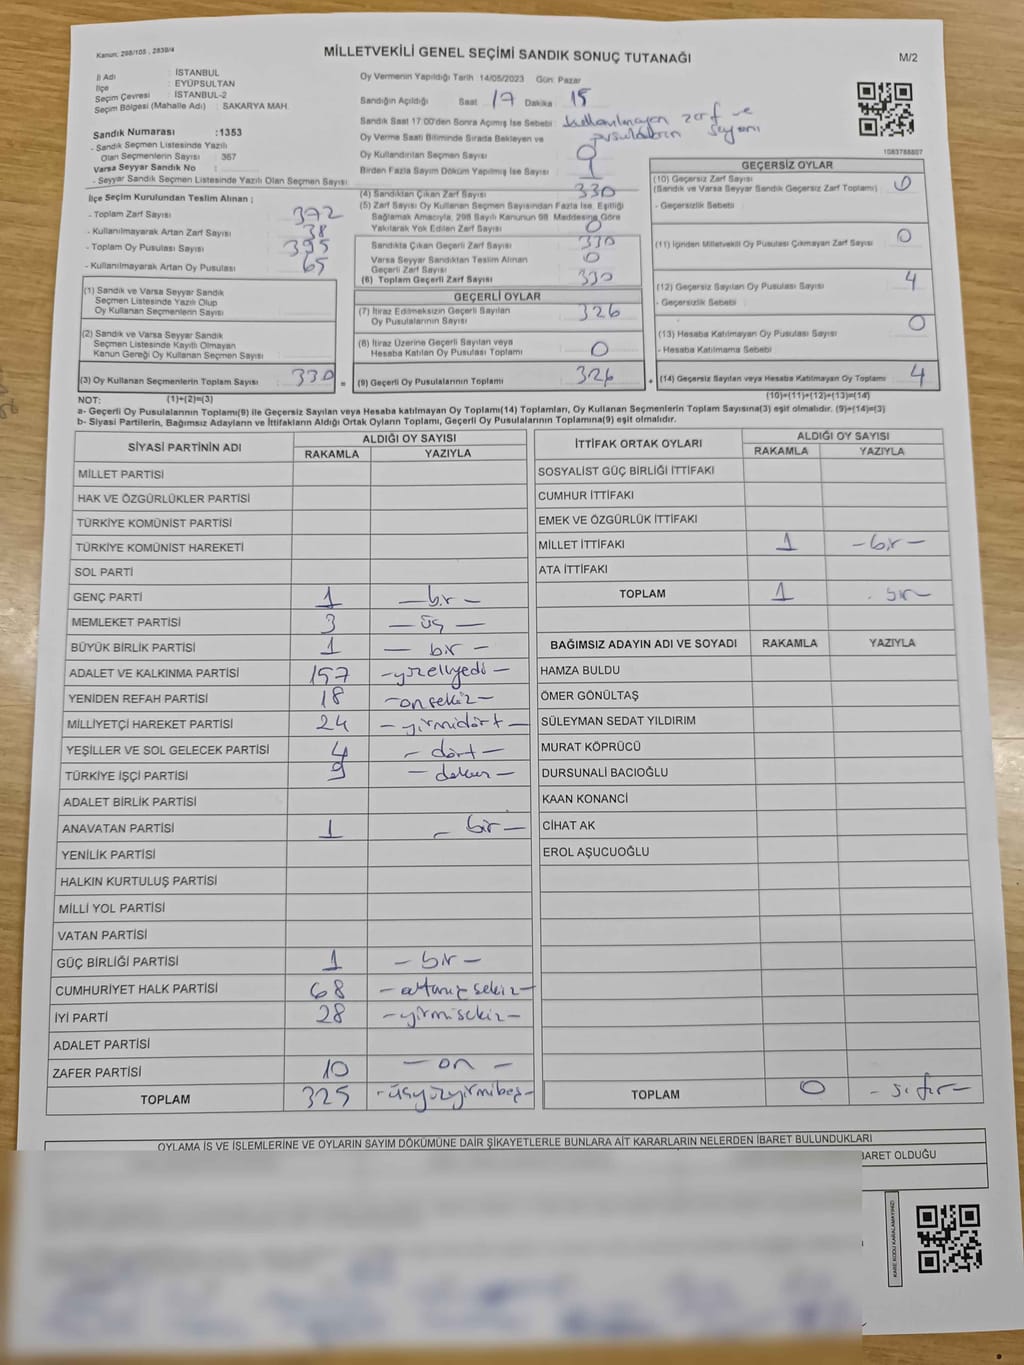 Kanun; 298/105 , 2839/4
MİLLETVEKİLİ GENEL SEÇİMİ SANDIK SONUÇ TUTANAĞI
M/2
İl Adı : İSTANBUL
İlçe : EYÜPSULTAN
Seçim Çevresi : İSTANBUL-2
Seçim Bölgesi (Mahalle Adı) : SAKARYA MAH.
Sandık Numarası :1353
- Sandık Seçmen Listesinde Yazılı
Olan Seçmenlerin Sayısı : 367
Varsa Seyyar Sandık No :
- Seyyar Sandık Seçmen Listesinde Yazılı Olan Seçmen Sayısı :
Oy Vermenin Yapıldığı Tarih 14/05/2023 Gün: Pazar
Sandığın Açıldığı Saat 17 Dakika 15
Sandık Saat 17:00'den Sonra Açımış İse Sebebi : kullanılmayan zarf ve
pusulaların sayımı
Oy Verme Saati Bitiminde Sırada Bekleyen ve
Oy Kullandırılan Seçmen Sayısı 0
Birden Fazla Sayım Döküm Yapılmış İse Sayısı 1
1083788807
İlçe Seçim Kurulundan Teslim Alınan ;
- Toplam Zarf Sayısı : 372
- Kullanılmayarak Artan Zarf Sayısı : 38
- Toplam Oy Pusulası Sayısı : 395
- Kullanılmayarak Artan Oy Pusulası : 65
(1) Sandık ve Varsa Seyyar Sandık
Seçmen Listesinde Yazılı Olup
Oy Kullanan Seçmenlerin Sayısı :
(2) Sandık ve Varsa Seyyar Sandık
Seçmen Listesinde Kayıtlı Olmayan
Kanun Gereği Oy Kullanan Seçmen Sayısı :
(3) Oy Kullanan Seçmenlerin Toplam Sayısı : 330 =
(4) Sandıktan Çıkan Zarf Sayısı : 330
(5) Zarf Sayısı Oy Kullanan Seçmen Sayısından Fazla İse, Eşitliği
Bağlamak Amacıyla, 298 Sayılı Kanunun 98. Maddesine Göre
Yakılarak Yok Edilen Zarf Sayısı : 0
Sandıkta Çıkan Geçerli Zarf Sayısı : 330
Varsa Seyyar Sandıktan Teslim Alınan
Geçerli Zarf Sayısı : 0
(6) Toplam Geçerli Zarf Sayısı : 330
GEÇERLİ OYLAR
(7) İtiraz Edilmeksizin Geçerli Sayılan
Oy Pusulalarının Sayısı : 326
(8) İtiraz Üzerine Geçerli Sayılan veya
Hesaba Katılan Oy Pusulası Toplamı : 0
(9) Geçerli Oy Pusulalarının Toplamı : 326 +
GEÇERSİZ OYLAR
(10) Geçersiz Zarf Sayısı
(Sandık ve Varsa Seyyar Sandık Geçersiz Zarf Toplamı) : 0
- Geçersizlik Sebebi :
(11) İçinden Milletvekili Oy Pusulası Çıkmayan Zarf Sayısı : 0
(12) Geçersiz Sayılan Oy Pusulası Sayısı : 4
- Geçersizlik Sebebi :
(13) Hesaba Katılmayan Oy Pusulası Sayısı : 0
- Hesaba Katılmama Sebebi :
(14) Geçersiz Sayılan veya Hesaba Katılmayan Oy Toplamı : 4
NOT: (1)+(2)=(3) (10)+(11)+(12)+(13)=(14)
a- Geçerli Oy Pusulalarının Toplamı(9) ile Geçersiz Sayılan veya Hesaba katılmayan Oy Toplamı(14) Toplamları, Oy Kullanan Seçmenlerin Toplam Sayısına(3) eşit olmalıdır. (9)+(14)=(3)
b- Siyasi Partilerin, Bağımsız Adayların ve İttifakların Aldığı Ortak Oyların Toplamı, Geçerli Oy Pusulalarının Toplamına(9) eşit olmalıdır.
SİYASİ PARTİNİN ADI ALDIĞI OY SAYISI
RAKAMLA YAZIYLA
MİLLET PARTİSİ
HAK VE ÖZGÜRLÜKLER PARTİSİ
TÜRKİYE KOMÜNİST PARTİSİ
TÜRKİYE KOMÜNİST HAREKETİ
SOL PARTİ
GENÇ PARTİ 1 - bir -
MEMLEKET PARTİSİ 3 - üç -
BÜYÜK BİRLİK PARTİSİ 1 - bir -
ADALET VE KALKINMA PARTİSİ 157 - yüzelliyedi -
YENİDEN REFAH PARTİSİ 18 - onsekiz -
MİLLİYETÇİ HAREKET PARTİSİ 24 - yirmidört -
YEŞİLLER VE SOL GELECEK PARTİSİ 4 - dört -
TÜRKİYE İŞÇİ PARTİSİ 9 - dokuz -
ADALET BİRLİK PARTİSİ
ANAVATAN PARTİSİ 1 - bir -
YENİLİK PARTİSİ
HALKIN KURTULUŞ PARTİSİ
MİLLİ YOL PARTİSİ
VATAN PARTİSİ
GÜÇ BİRLİĞİ PARTİSİ 1 - bir -
CUMHURİYET HALK PARTİSİ 68 - altmışsekiz -
İYİ PARTİ 28 - yirmisekiz -
ADALET PARTİSİ
ZAFER PARTİSİ 10 - on -
TOPLAM 325 - üçyüzyirmibeş -
İTTİFAK ORTAK OYLARI ALDIĞI OY SAYISI
RAKAMLA YAZIYLA
SOSYALİST GÜÇ BİRLİĞİ İTTİFAKI
CUMHUR İTTİFAKI
EMEK VE ÖZGÜRLÜK İTTİFAKI
MİLLET İTTİFAKI 1 - bir -
ATA İTTİFAKI
TOPLAM 1 - bir -
BAĞIMSIZ ADAYIN ADI VE SOYADI RAKAMLA YAZIYLA
HAMZA BULDU
ÖMER GÖNÜLTAŞ
SÜLEYMAN SEDAT YILDIRIM
MURAT KÖPRÜCÜ
DURSUNALİ BACIOĞLU
KAAN KONANCİ
CİHAT AK
EROL AŞUCUOĞLU
TOPLAM 0 - sıfır -
OYLAMA İŞ VE İŞLEMLERİNE VE OYLARIN SAYIM DÖKÜMÜNE DAİR ŞİKAYETLERLE BUNLARA AİT KARARLARIN NELERDEN İBARET BULUNDUKLARI
BARET OLDUĞU
KARE KODU KARALAMAYINIZ!